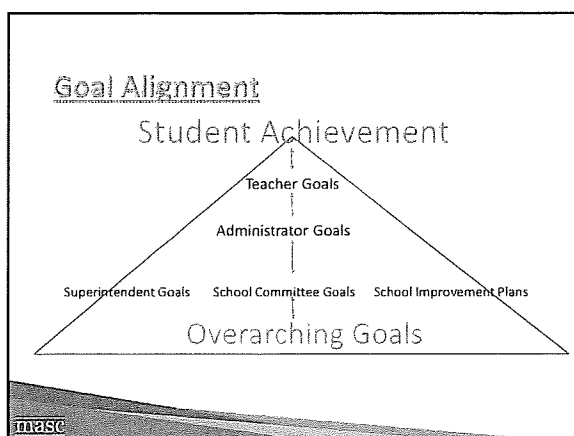 Goal Alignment
Student Achievement
Teacher Goals
Administrator Goals
Superintendent Goals School Committee Goals School Improvement Plans
Overarching Goals
masc